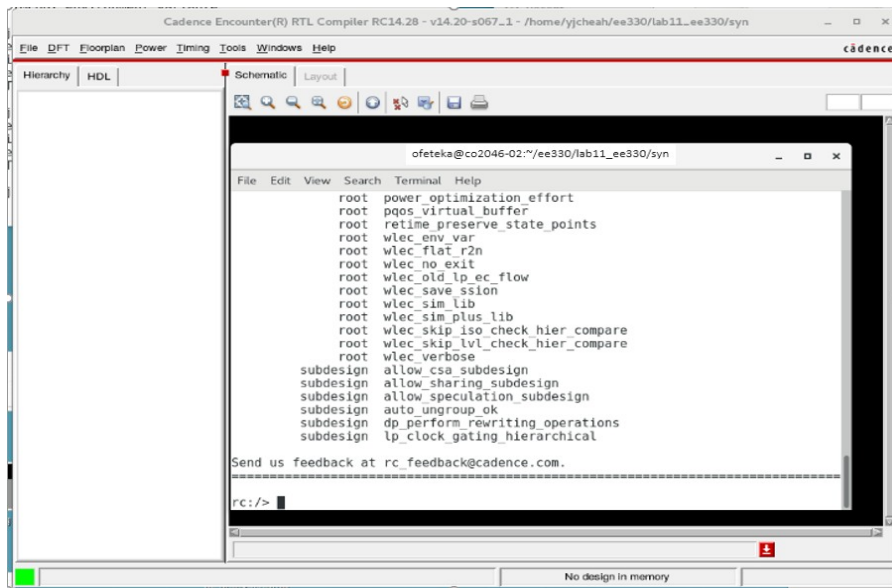 Cadence Encounter(R) RTL Compiler RC14.28 - v14.20-s067_1 - /home/yjcheah/ee330/lab11_ee330/syn
File DFT Floorplan Power Timing Tools Windows Help
cādence
Hierarchy HDL
Schematic Layout
ofeteka@co2046-02:~/ee330/lab11_ee330/syn
File Edit View Search Terminal Help
root power_optimization_effort
root pqos_virtual_buffer
root retime_preserve_state_points
root wlec_env_var
root wlec_flat_r2n
root wlec_no_exit
root wlec_old_lp_ec_flow
root wlec_save_ssion
root wlec_sim_lib
root wlec_sim_plus_lib
root wlec_skip_iso_check_hier_compare
root wlec_skip_lvl_check_hier_compare
root wlec_verbose
subdesign allow_csa_subdesign
subdesign allow_sharing_subdesign
subdesign allow_speculation_subdesign
subdesign auto_ungroup_ok
subdesign dp_perform_rewriting_operations
subdesign lp_clock_gating_hierarchical
Send us feedback at rc_feedback@cadence.com.
================================================================================
rc:/>
No design in memory